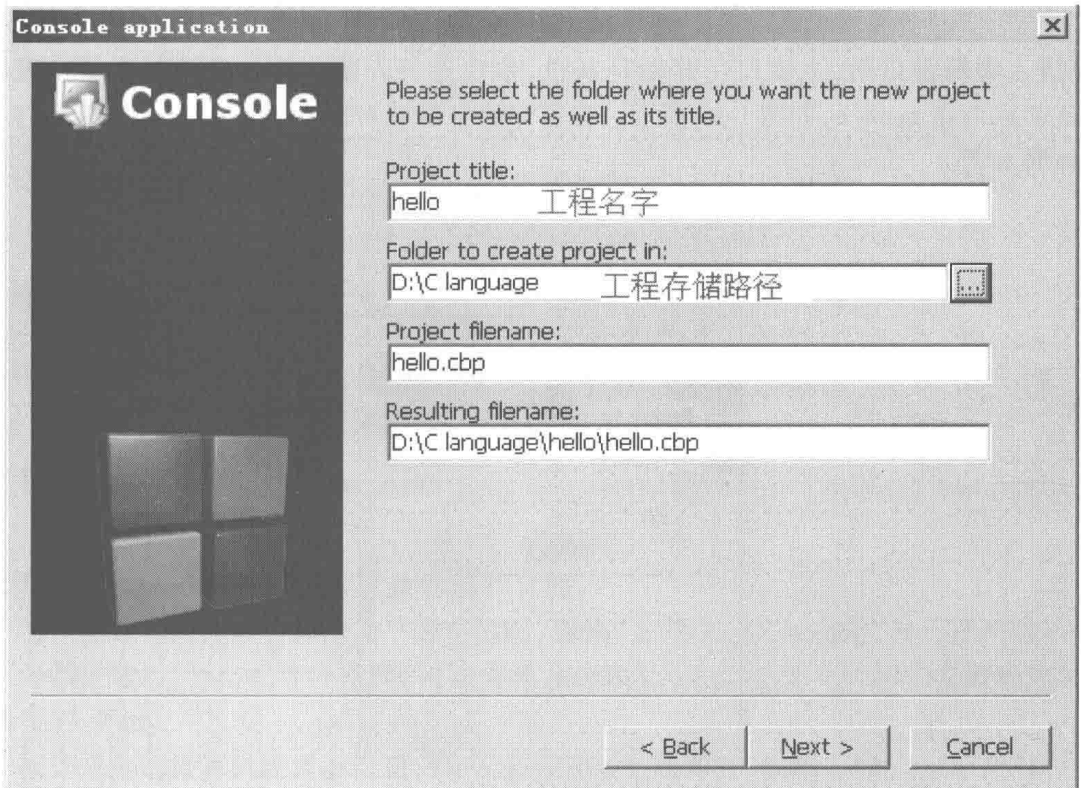 Console application
Console
Please select the folder where you want the new project
to be created as well as its title.
Project title:
hello 工程名字
Folder to create project in:
D:\C language 工程存储路径
...
Project filename:
hello.cbp
Resulting filename:
D:\C language\hello\hello.cbp
< Back Next > Cancel